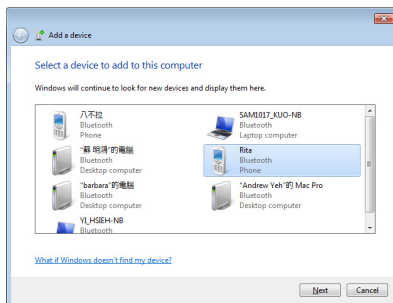 Add a device
Select a device to add to this computer
Windows will continue to look for new devices and display them here.
八不拉
Bluetooth
Phone
SAM1017_KUO-NB
Bluetooth
Laptop computer
"蘇 明鴻"的電腦
Bluetooth
Desktop computer
Rita
Bluetooth
Phone
"barbara"的電腦
Bluetooth
Desktop computer
"Andrew Yeh"的 Mac Pro
Bluetooth
Desktop computer
YI_HSIEH-NB
Bluetooth
What if Windows doesn't find my device?
Next
Cancel